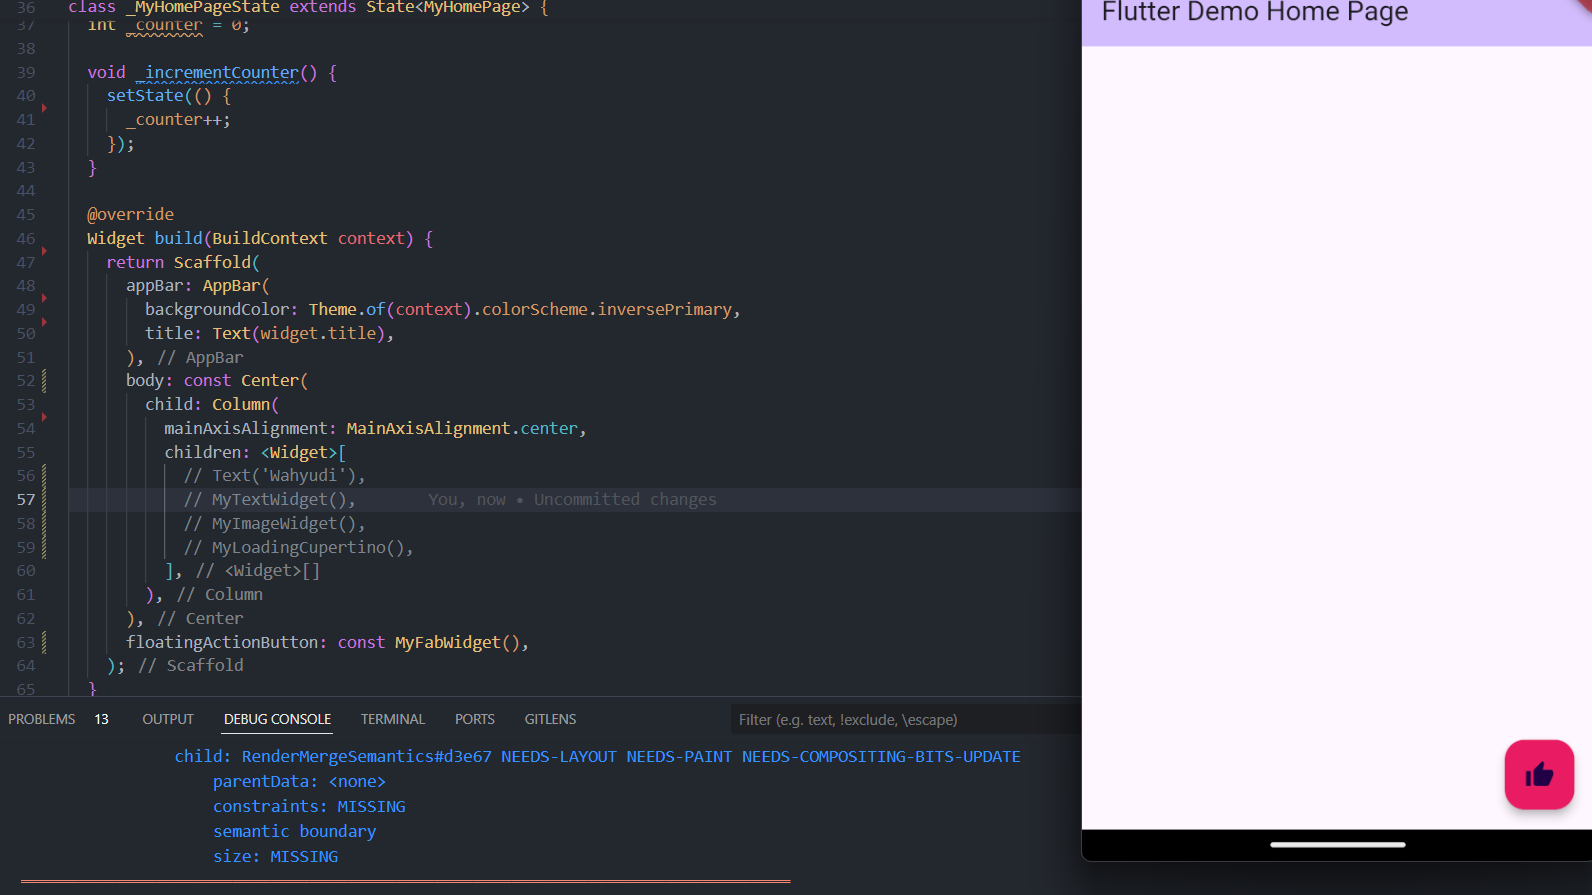 36 class _MyHomePageState extends State<MyHomePage> {
37 int _counter = 0;
38
39 void _incrementCounter() {
40 setState(() {
41 _counter++;
42 });
43 }
44
45 @override
46 Widget build(BuildContext context) {
47 return Scaffold(
48 appBar: AppBar(
49 backgroundColor: Theme.of(context).colorScheme.inversePrimary,
50 title: Text(widget.title),
51 ), // AppBar
52 body: const Center(
53 child: Column(
54 mainAxisAlignment: MainAxisAlignment.center,
55 children: <Widget>[
56 // Text('Wahyudi'),
57 // MyTextWidget(), You, now • Uncommitted changes
58 // MyImageWidget(),
59 // MyLoadingCupertino(),
60 ], // <Widget>[]
61 ), // Column
62 ), // Center
63 floatingActionButton: const MyFabWidget(),
64 ); // Scaffold
65 }
PROBLEMS 13 OUTPUT DEBUG CONSOLE TERMINAL PORTS GITLENS Filter (e.g. text, !exclude, \escape)
child: RenderMergeSemantics#d3e67 NEEDS-LAYOUT NEEDS-PAINT NEEDS-COMPOSITING-BITS-UPDATE
parentData: <none>
constraints: MISSING
semantic boundary
size: MISSING
Flutter Demo Home Page